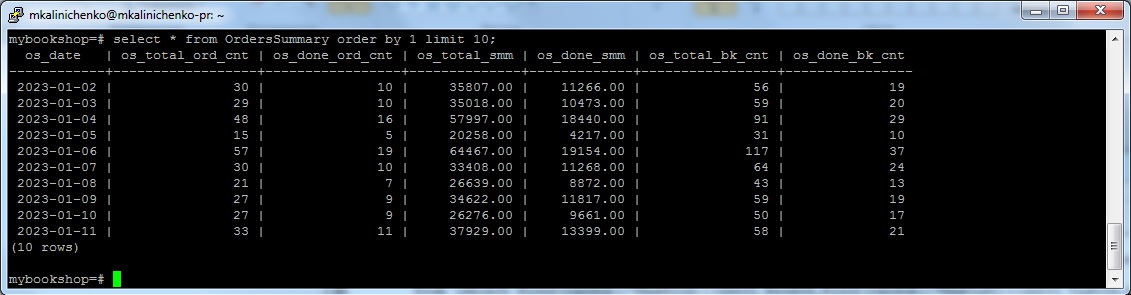 mkalinichenko@mkalinichenko-pr: ~
mybookshop=# select * from OrdersSummary order by 1 limit 10;
  os_date   | os_total_ord_cnt | os_done_ord_cnt | os_total_smm | os_done_smm | os_total_bk_cnt | os_done_bk_cnt
------------+------------------+-----------------+--------------+-------------+-----------------+----------------
 2023-01-02 |               30 |              10 |     35807.00 |    11266.00 |              56 |             19
 2023-01-03 |               29 |              10 |     35018.00 |    10473.00 |              59 |             20
 2023-01-04 |               48 |              16 |     57997.00 |    18440.00 |              91 |             29
 2023-01-05 |               15 |               5 |     20258.00 |     4217.00 |              31 |             10
 2023-01-06 |               57 |              19 |     64467.00 |    19154.00 |             117 |             37
 2023-01-07 |               30 |              10 |     33408.00 |    11268.00 |              64 |             24
 2023-01-08 |               21 |               7 |     26639.00 |     8872.00 |              43 |             13
 2023-01-09 |               27 |               9 |     34622.00 |    11817.00 |              59 |             19
 2023-01-10 |               27 |               9 |     26276.00 |     9661.00 |              50 |             17
 2023-01-11 |               33 |              11 |     37929.00 |    13399.00 |              58 |             21
(10 rows)
mybookshop=#